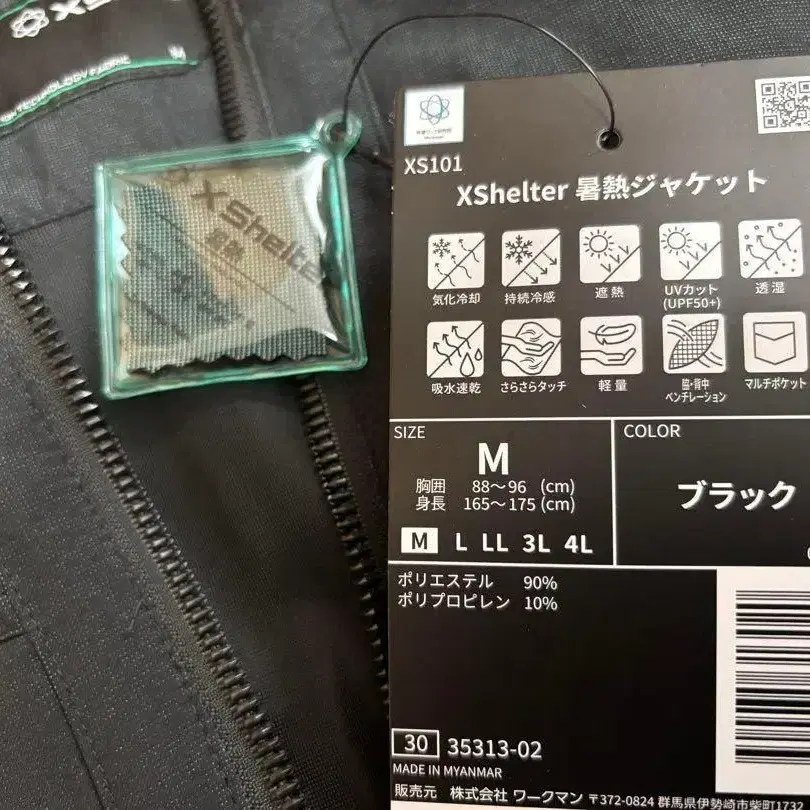 XS
TECHNOLOGY FABRIC
M
XShelter
暑熱
XS101
XShelter 暑熱ジャケット
気化冷却 持続冷感 遮熱 UVカット 透湿
(UPF50+)
吸水速乾 さらさらタッチ 軽量 脇・背中 マルチポケット
ベンチレーション
SIZE
M
胸囲 88〜96 (cm)
身長 165〜175 (cm)
M L LL 3L 4L
COLOR
ブラック
ポリエステル 90%
ポリプロピレン 10%
30 35313-02
MADE IN MYANMAR
販売元 株式会社 ワークマン 〒372-0824 群馬県伊勢崎市柴町1732